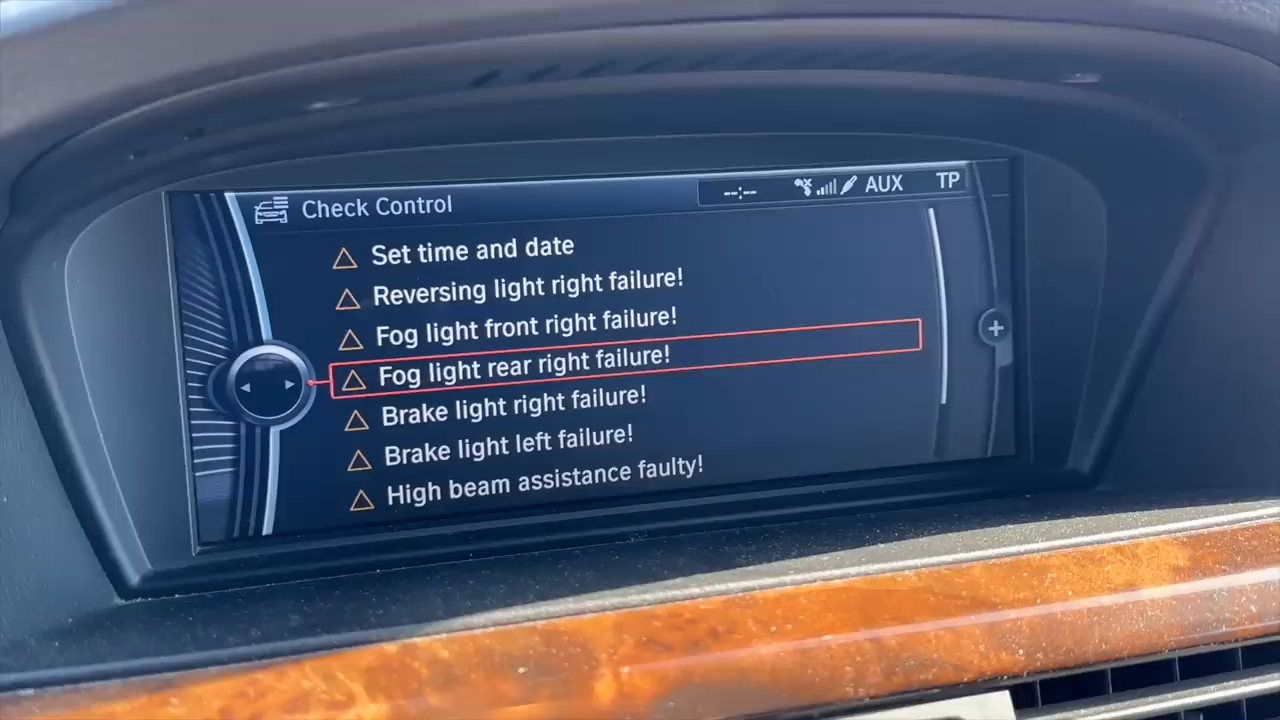 Check Control
--:-- AUX TP
Set time and date
Reversing light right failure!
Fog light front right failure!
Fog light rear right failure!
Brake light right failure!
Brake light left failure!
High beam assistance faulty!